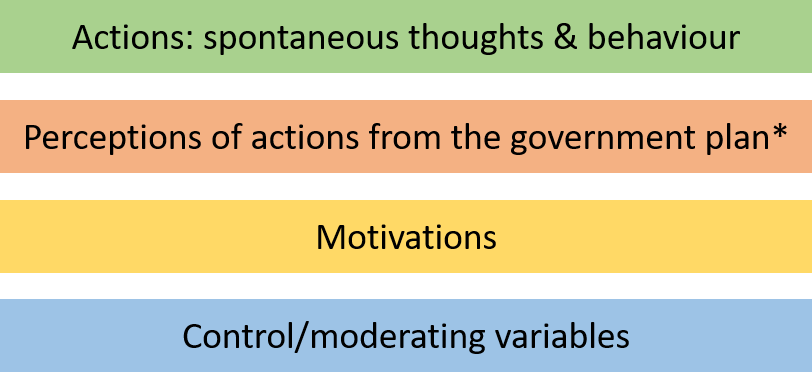 Actions: spontaneous thoughts & behaviour
Perceptions of actions from the government plan*
Motivations
Control/moderating variables